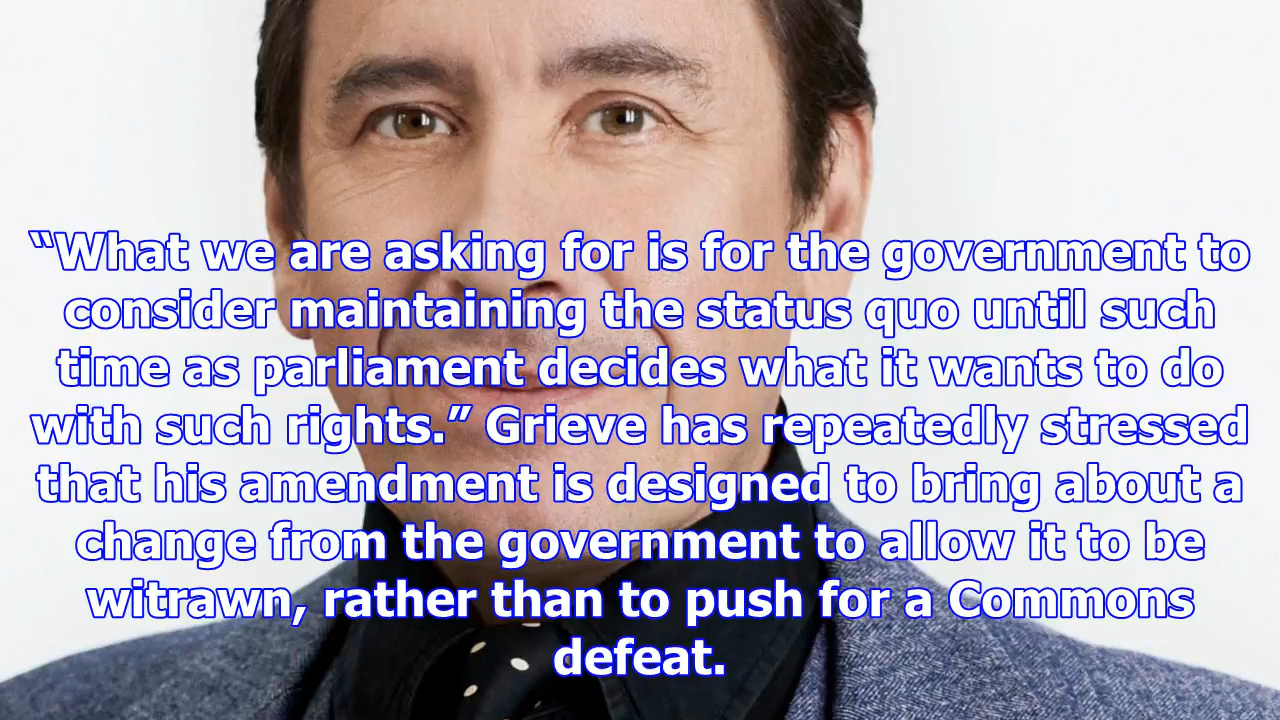 “What we are asking for is for the government to
consider maintaining the status quo until such
time as parliament decides what it wants to do
with such rights.” Grieve has repeatedly stressed
that his amendment is designed to bring about a
change from the government to allow it to be
witrawn, rather than to push for a Commons
defeat.